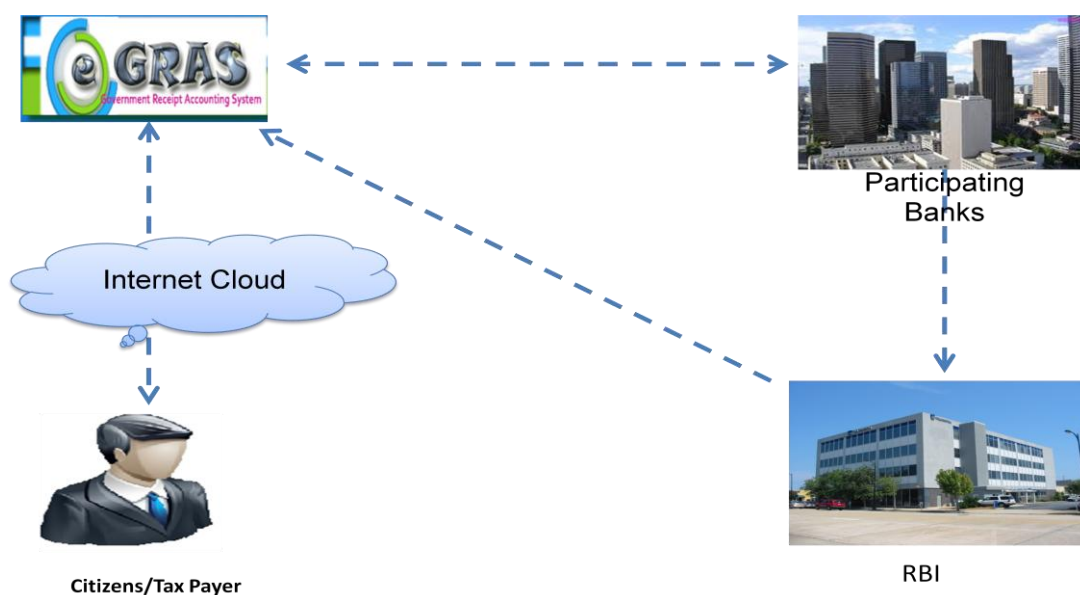 e GRAS
Government Receipt Accounting System
Participating
Banks
Internet Cloud
RBI
Citizens/Tax Payer